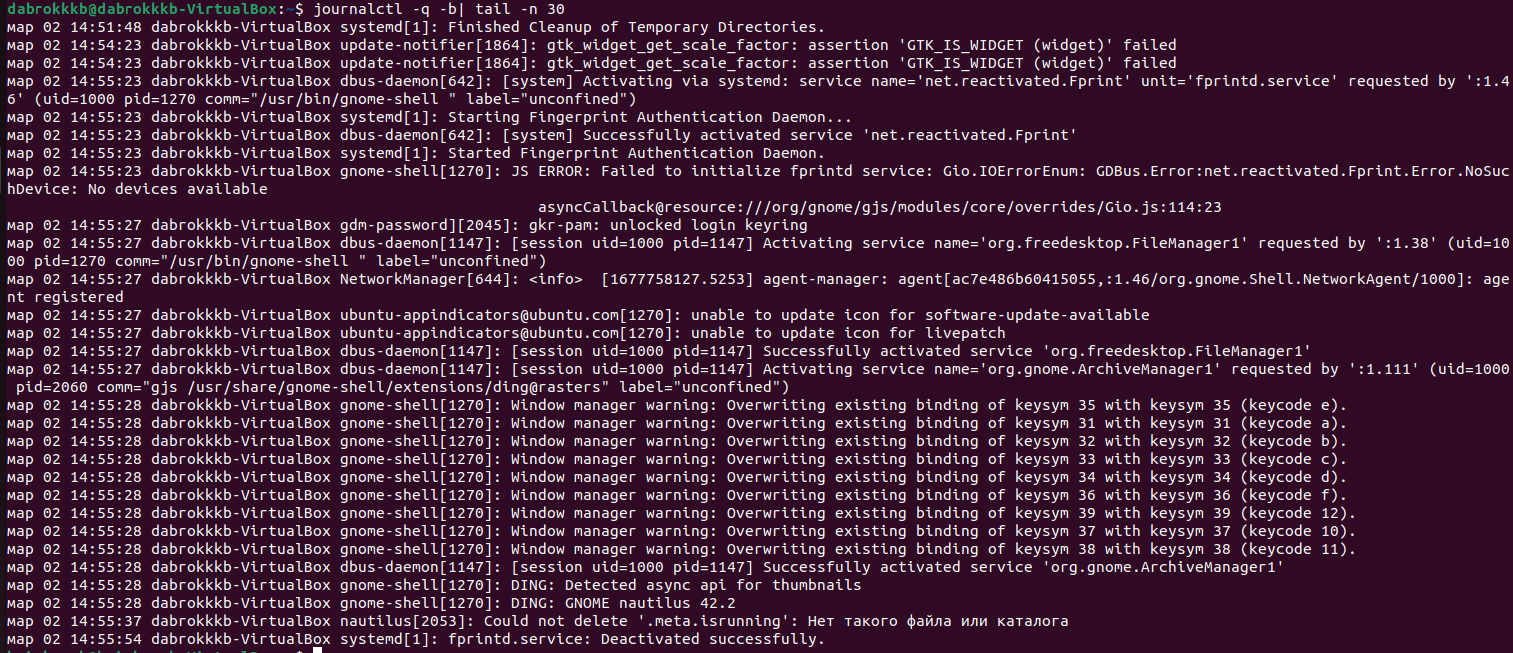 dabrokkkb@dabrokkkb-VirtualBox:~$ journalctl -q -b| tail -n 30
мар 02 14:51:48 dabrokkkb-VirtualBox systemd[1]: Finished Cleanup of Temporary Directories.
мар 02 14:54:23 dabrokkkb-VirtualBox update-notifier[1864]: gtk_widget_get_scale_factor: assertion 'GTK_IS_WIDGET (widget)' failed
мар 02 14:54:23 dabrokkkb-VirtualBox update-notifier[1864]: gtk_widget_get_scale_factor: assertion 'GTK_IS_WIDGET (widget)' failed
мар 02 14:55:23 dabrokkkb-VirtualBox dbus-daemon[642]: [system] Activating via systemd: service name='net.reactivated.Fprint' unit='fprintd.service' requested by ':1.4
6' (uid=1000 pid=1270 comm="/usr/bin/gnome-shell " label="unconfined")
мар 02 14:55:23 dabrokkkb-VirtualBox systemd[1]: Starting Fingerprint Authentication Daemon...
мар 02 14:55:23 dabrokkkb-VirtualBox dbus-daemon[642]: [system] Successfully activated service 'net.reactivated.Fprint'
мар 02 14:55:23 dabrokkkb-VirtualBox systemd[1]: Started Fingerprint Authentication Daemon.
мар 02 14:55:23 dabrokkkb-VirtualBox gnome-shell[1270]: JS ERROR: Failed to initialize fprintd service: Gio.IOErrorEnum: GDBus.Error:net.reactivated.Fprint.Error.NoSuc
hDevice: No devices available
asyncCallback@resource:///org/gnome/gjs/modules/core/overrides/Gio.js:114:23
мар 02 14:55:27 dabrokkkb-VirtualBox gdm-password][2045]: gkr-pam: unlocked login keyring
мар 02 14:55:27 dabrokkkb-VirtualBox dbus-daemon[1147]: [session uid=1000 pid=1147] Activating service name='org.freedesktop.FileManager1' requested by ':1.38' (uid=10
00 pid=1270 comm="/usr/bin/gnome-shell " label="unconfined")
мар 02 14:55:27 dabrokkkb-VirtualBox NetworkManager[644]: <info>  [1677758127.5253] agent-manager: agent[ac7e486b60415055,:1.46/org.gnome.Shell.NetworkAgent/1000]: age
nt registered
мар 02 14:55:27 dabrokkkb-VirtualBox ubuntu-appindicators@ubuntu.com[1270]: unable to update icon for software-update-available
мар 02 14:55:27 dabrokkkb-VirtualBox ubuntu-appindicators@ubuntu.com[1270]: unable to update icon for livepatch
мар 02 14:55:27 dabrokkkb-VirtualBox dbus-daemon[1147]: [session uid=1000 pid=1147] Successfully activated service 'org.freedesktop.FileManager1'
мар 02 14:55:27 dabrokkkb-VirtualBox dbus-daemon[1147]: [session uid=1000 pid=1147] Activating service name='org.gnome.ArchiveManager1' requested by ':1.111' (uid=1000
pid=2060 comm="gjs /usr/share/gnome-shell/extensions/ding@rasters" label="unconfined")
мар 02 14:55:28 dabrokkkb-VirtualBox gnome-shell[1270]: Window manager warning: Overwriting existing binding of keysym 35 with keysym 35 (keycode e).
мар 02 14:55:28 dabrokkkb-VirtualBox gnome-shell[1270]: Window manager warning: Overwriting existing binding of keysym 31 with keysym 31 (keycode a).
мар 02 14:55:28 dabrokkkb-VirtualBox gnome-shell[1270]: Window manager warning: Overwriting existing binding of keysym 32 with keysym 32 (keycode b).
мар 02 14:55:28 dabrokkkb-VirtualBox gnome-shell[1270]: Window manager warning: Overwriting existing binding of keysym 33 with keysym 33 (keycode c).
мар 02 14:55:28 dabrokkkb-VirtualBox gnome-shell[1270]: Window manager warning: Overwriting existing binding of keysym 34 with keysym 34 (keycode d).
мар 02 14:55:28 dabrokkkb-VirtualBox gnome-shell[1270]: Window manager warning: Overwriting existing binding of keysym 36 with keysym 36 (keycode f).
мар 02 14:55:28 dabrokkkb-VirtualBox gnome-shell[1270]: Window manager warning: Overwriting existing binding of keysym 39 with keysym 39 (keycode 12).
мар 02 14:55:28 dabrokkkb-VirtualBox gnome-shell[1270]: Window manager warning: Overwriting existing binding of keysym 37 with keysym 37 (keycode 10).
мар 02 14:55:28 dabrokkkb-VirtualBox gnome-shell[1270]: Window manager warning: Overwriting existing binding of keysym 38 with keysym 38 (keycode 11).
мар 02 14:55:28 dabrokkkb-VirtualBox dbus-daemon[1147]: [session uid=1000 pid=1147] Successfully activated service 'org.gnome.ArchiveManager1'
мар 02 14:55:28 dabrokkkb-VirtualBox gnome-shell[1270]: DING: Detected async api for thumbnails
мар 02 14:55:28 dabrokkkb-VirtualBox gnome-shell[1270]: DING: GNOME nautilus 42.2
мар 02 14:55:37 dabrokkkb-VirtualBox nautilus[2053]: Could not delete '.meta.isrunning': Нет такого файла или каталога
мар 02 14:55:54 dabrokkkb-VirtualBox systemd[1]: fprintd.service: Deactivated successfully.